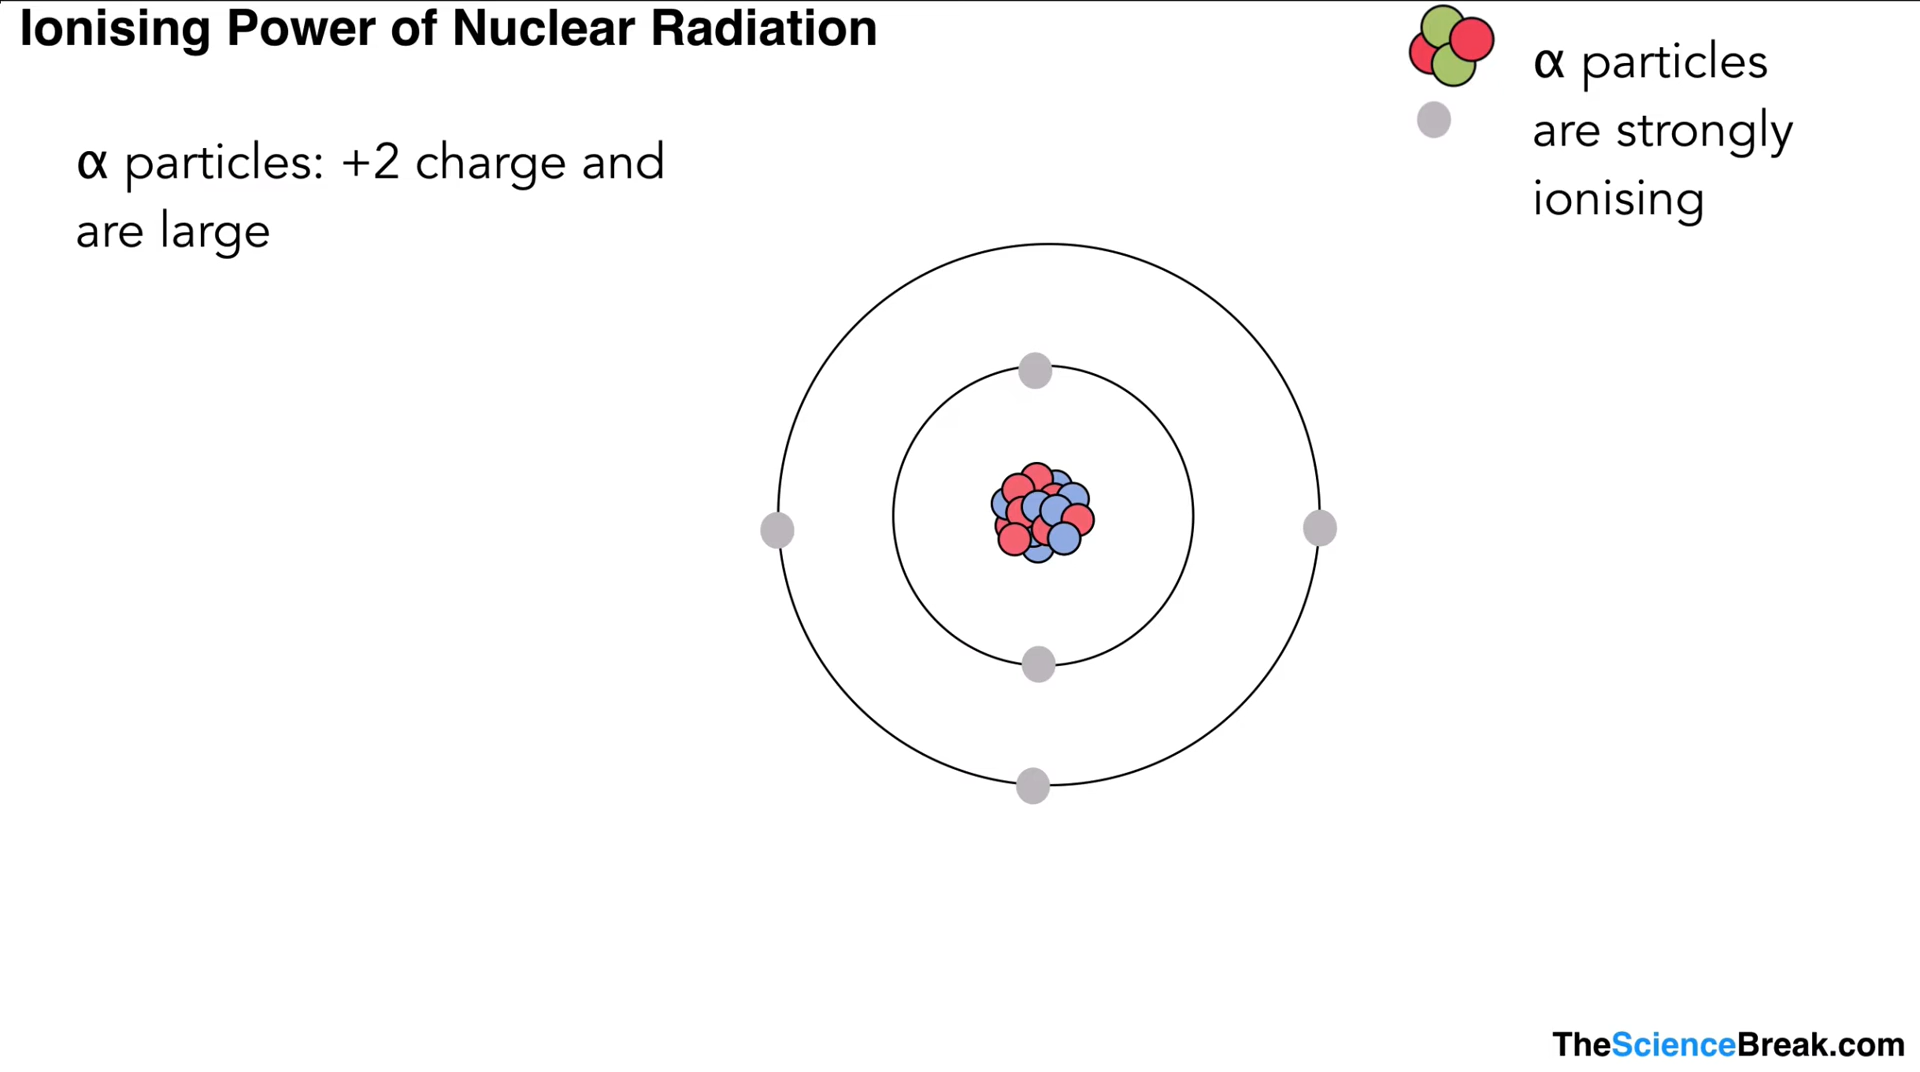 Ionising Power of Nuclear Radiation
α particles: +2 charge and
are large
α particles
are strongly
ionising
TheScienceBreak.com